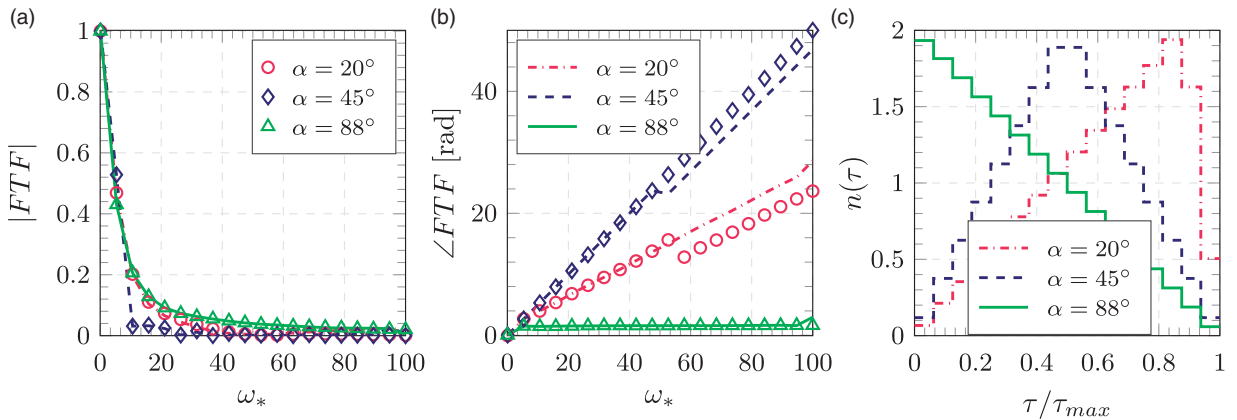 (a)
1
0.8
0.6
0.4
0.2
0
0 20 40 60 80 100
|FTF|
ω*
α = 20°
α = 45°
α = 88°
(b)
40
20
0
0 20 40 60 80 100
∠FTF [rad]
ω*
α = 20°
α = 45°
α = 88°
(c)
2
1.5
1
0.5
0
0 0.2 0.4 0.6 0.8 1
n(τ)
τ/τmax
α = 20°
α = 45°
α = 88°